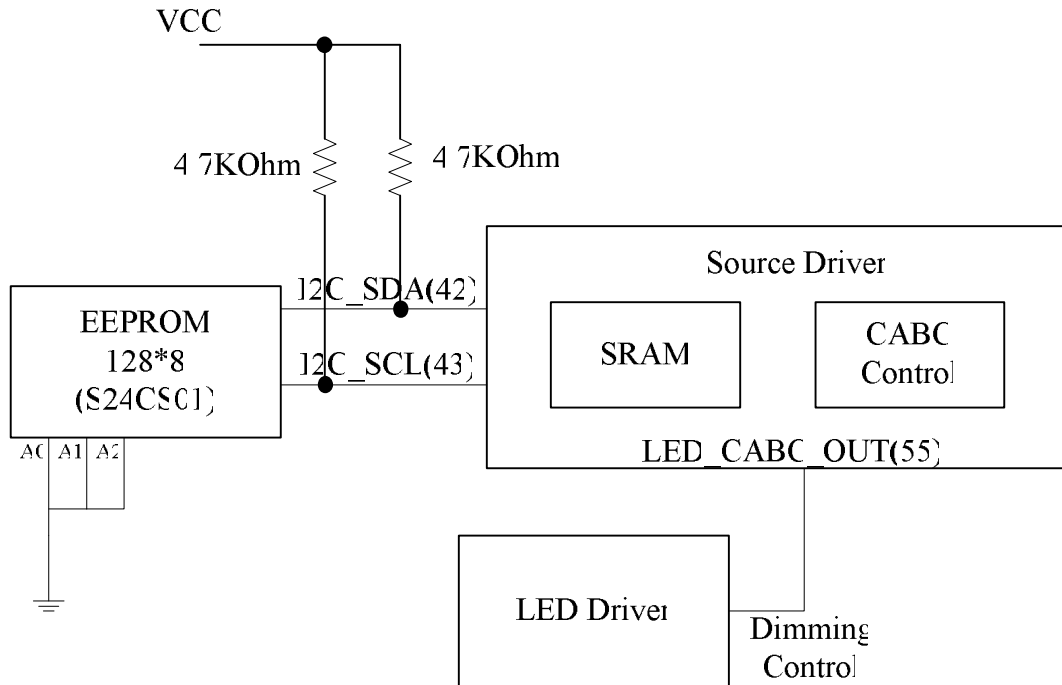 VCC
4.7KOhm
4.7KOhm
I2C_SDA(42)
I2C_SCL(43)
EEPROM
128*8
(S24CS01)
A0
A1
A2
Source Driver
SRAM
CABC
Control
LED_CABC_OUT(55)
LED Driver
Dimming
Control